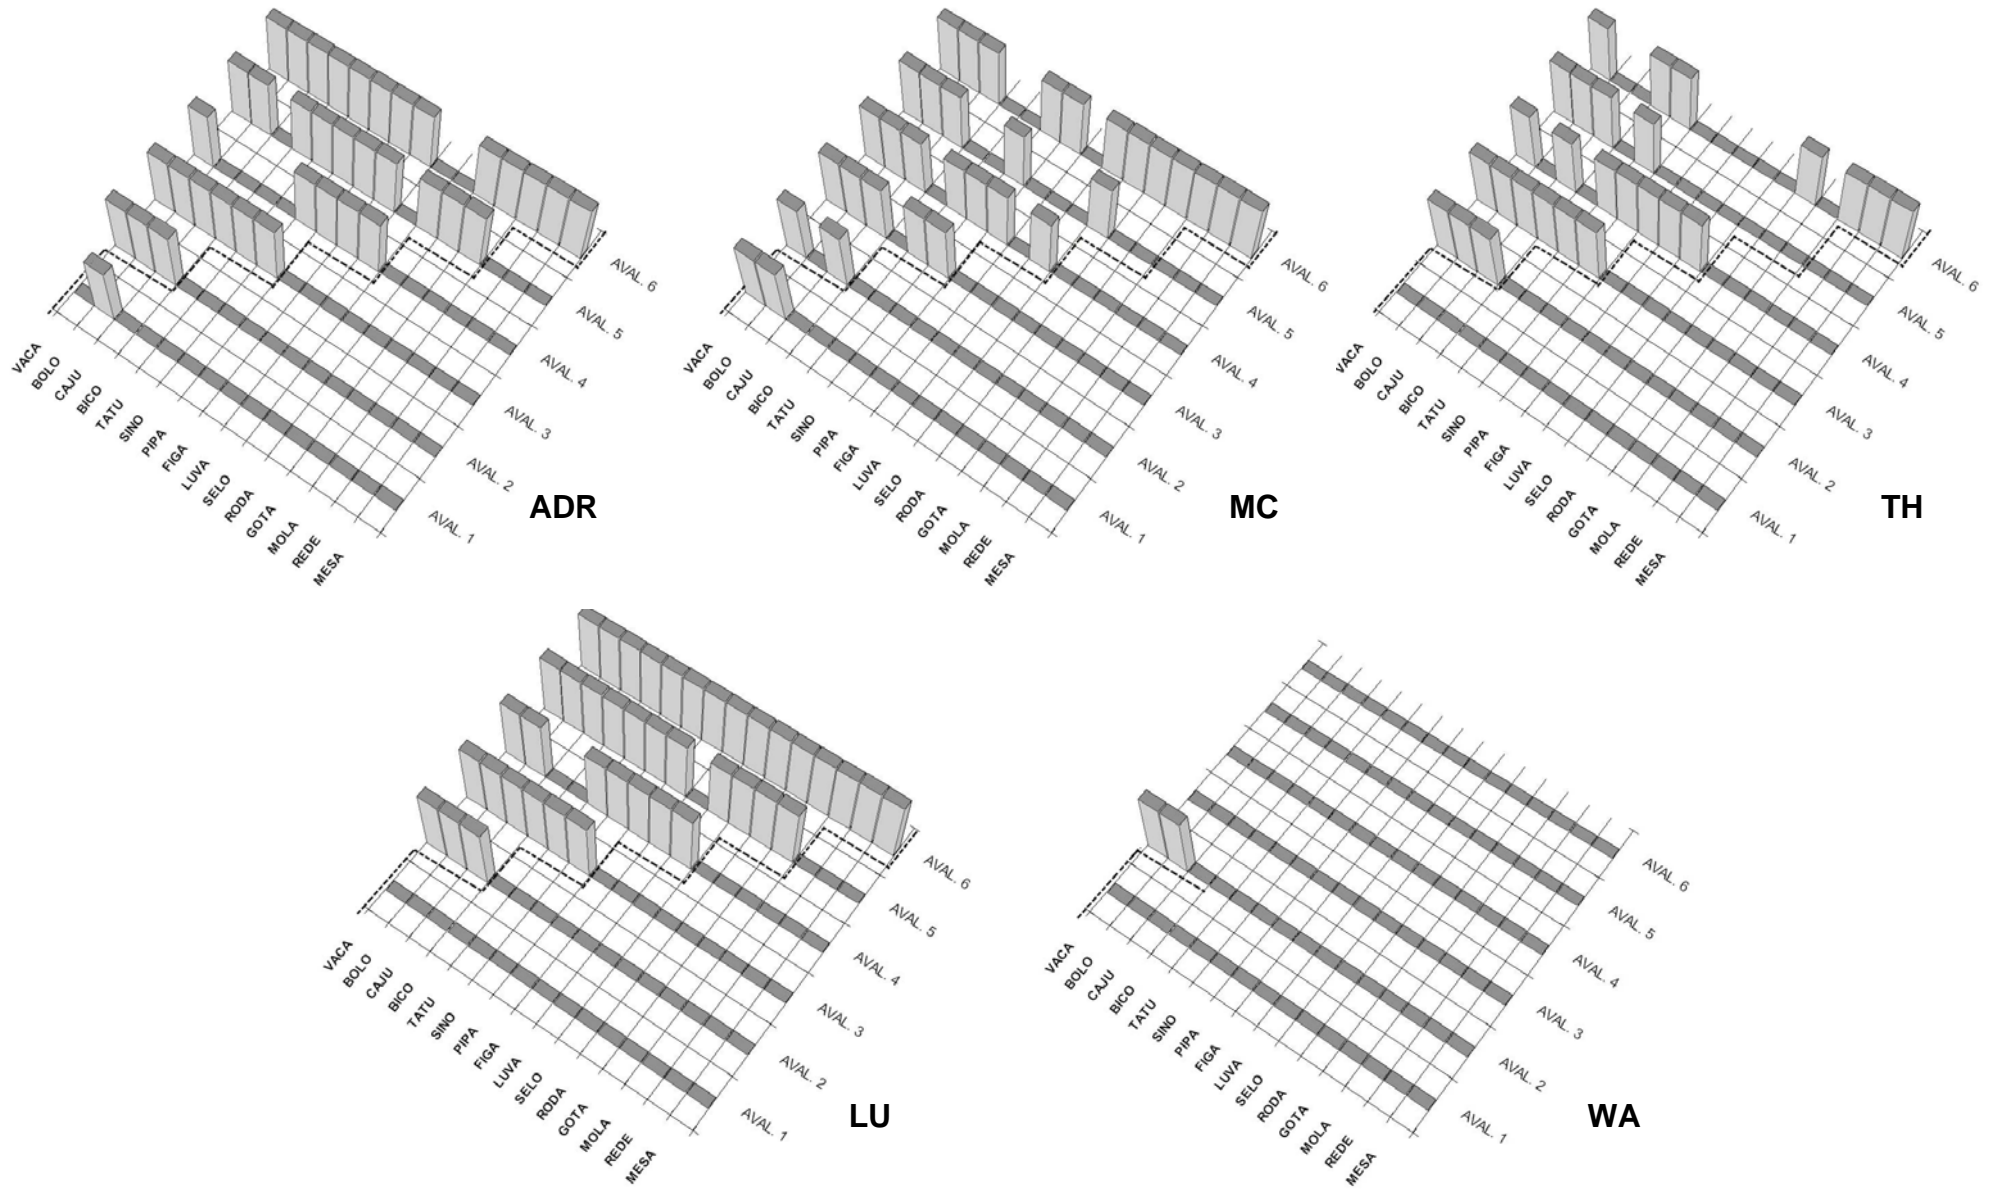 VACA
BOLO
CAJU
BICO
TATU
SINO
PIPA
FIGA
LUVA
SELO
RODA
GOTA
MOLA
REDE
MESA
AVAL. 1
AVAL. 2
AVAL. 3
AVAL. 4
AVAL. 5
AVAL. 6
ADR
VACA
BOLO
CAJU
BICO
TATU
SINO
PIPA
FIGA
LUVA
SELO
RODA
GOTA
MOLA
REDE
MESA
AVAL. 1
AVAL. 2
AVAL. 3
AVAL. 4
AVAL. 5
AVAL. 6
MC
VACA
BOLO
CAJU
BICO
TATU
SINO
PIPA
FIGA
LUVA
SELO
RODA
GOTA
MOLA
REDE
MESA
AVAL. 1
AVAL. 2
AVAL. 3
AVAL. 4
AVAL. 5
AVAL. 6
TH
VACA
BOLO
CAJU
BICO
TATU
SINO
PIPA
FIGA
LUVA
SELO
RODA
GOTA
MOLA
REDE
MESA
AVAL. 1
AVAL. 2
AVAL. 3
AVAL. 4
AVAL. 5
AVAL. 6
LU
VACA
BOLO
CAJU
BICO
TATU
SINO
PIPA
FIGA
LUVA
SELO
RODA
GOTA
MOLA
REDE
MESA
AVAL. 1
AVAL. 2
AVAL. 3
AVAL. 4
AVAL. 5
AVAL. 6
WA